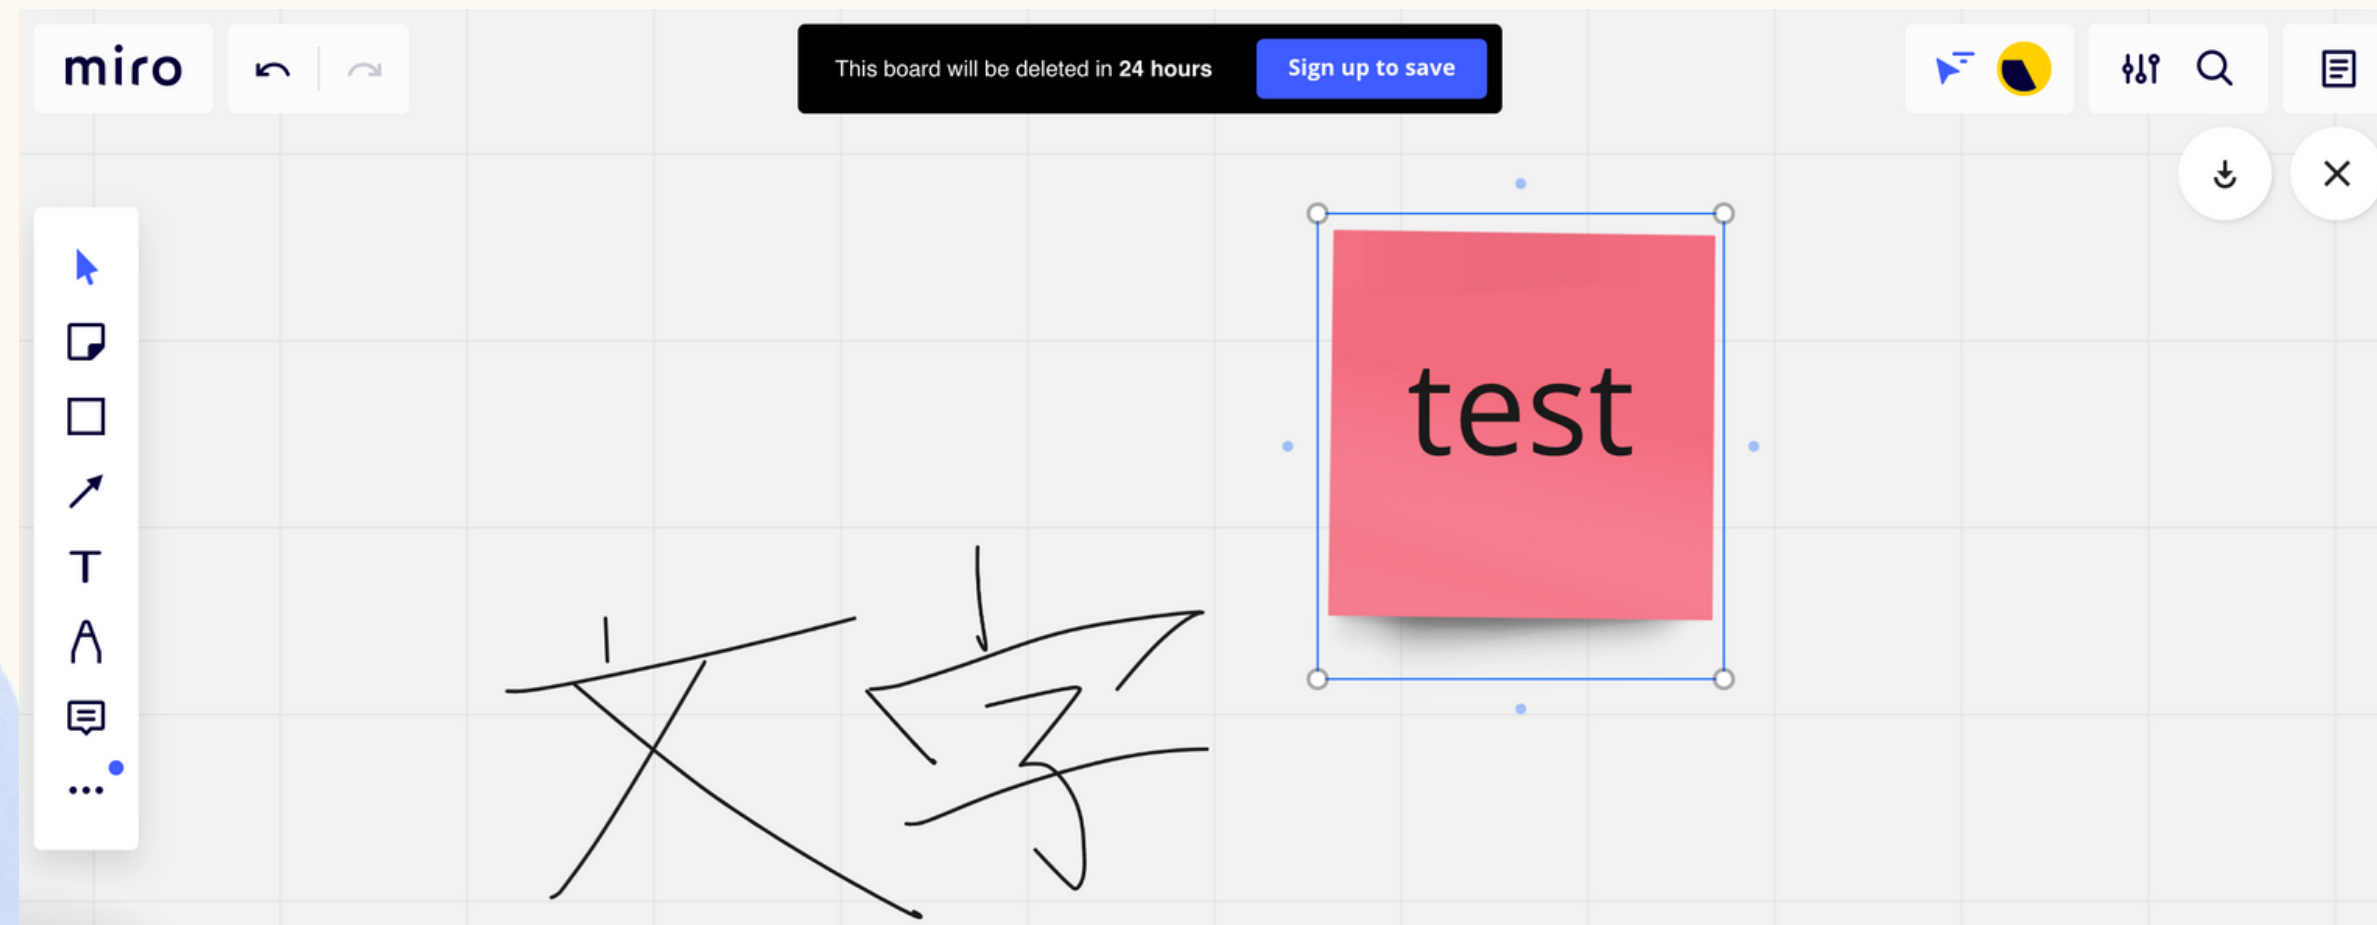 miro
This board will be deleted in 24 hours
Sign up to save
test
T
文字